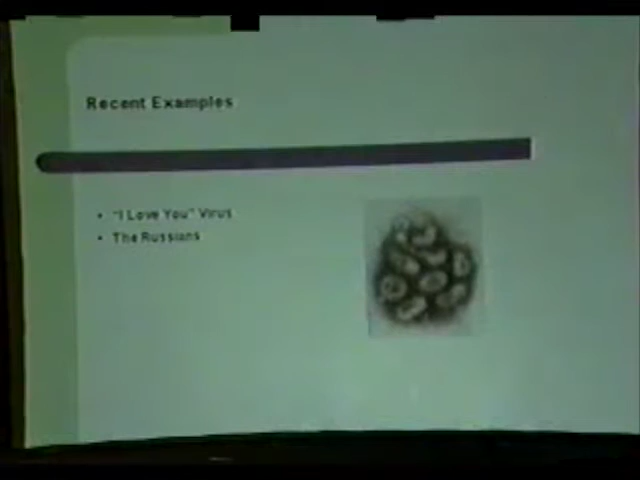 Recent Examples
• "I Love You" Virus
• The Russians